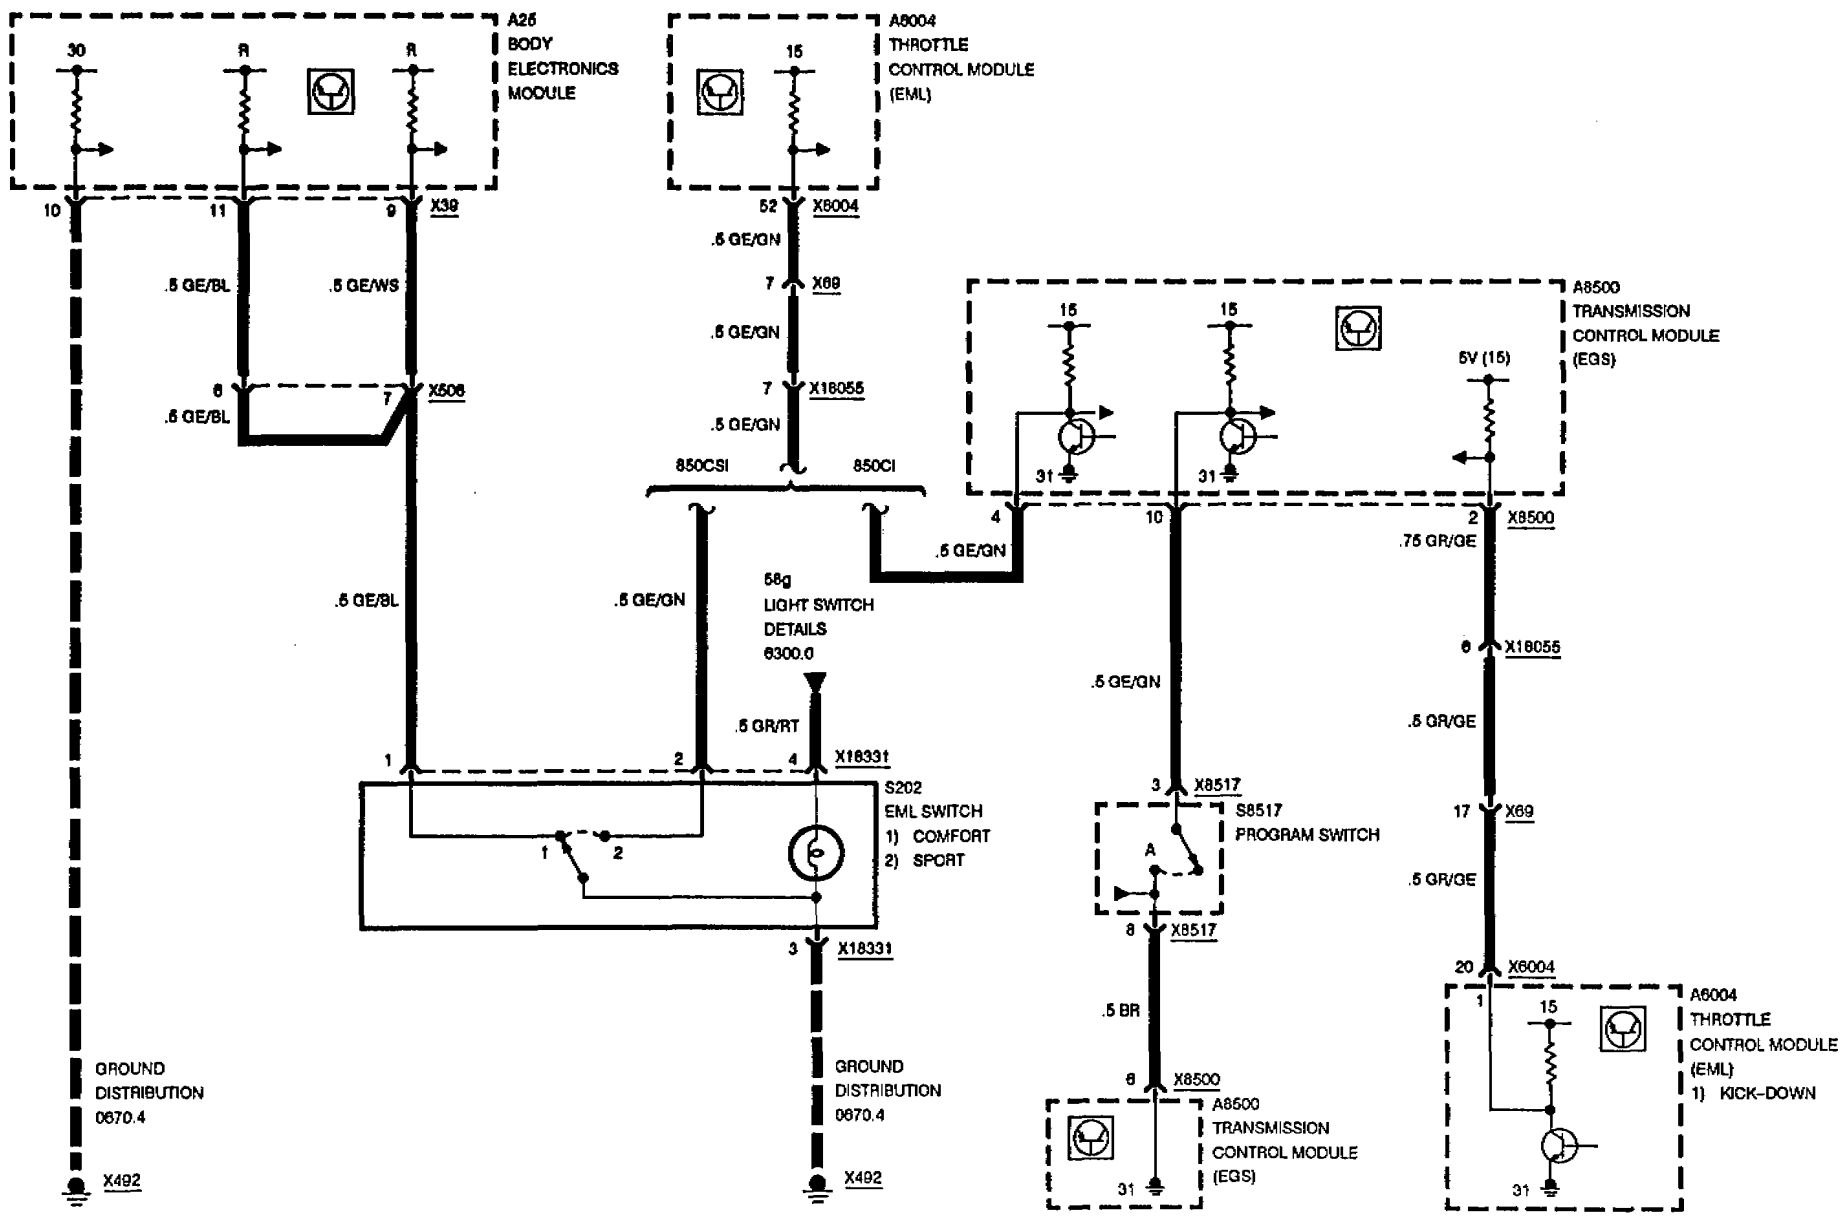 A25
BODY
ELECTRONICS
MODULE
30
R
R
A6004
THROTTLE
CONTROL MODULE
(EML)
15
10
11
9
X39
52
X6004
.5 GE/GN
.5 GE/BL
.5 GE/WS
7
X69
.5 GE/GN
6
7
X506
.5 GE/BL
7
X18055
.5 GE/GN
850CSI
850CI
A8500
TRANSMISSION
CONTROL MODULE
(EGS)
15
15
5V (15)
31
31
4
10
2
X8500
.5 GE/GN
.75 GR/GE
.5 GE/BL
.5 GE/GN
58g
LIGHT SWITCH
DETAILS
6300.0
.5 GR/RT
.5 GE/GN
6
X18055
.5 GR/GE
1
2
4
X18331
S202
EML SWITCH
1) COMFORT
2) SPORT
1
2
3
X18331
3
X8517
S8517
PROGRAM SWITCH
A
8
X8517
17
X69
.5 GR/GE
.5 BR
20
X6004
1
15
A6004
THROTTLE
CONTROL MODULE
(EML)
1) KICK-DOWN
31
GROUND
DISTRIBUTION
0670.4
X492
GROUND
DISTRIBUTION
0670.4
X492
6
X8500
A8500
TRANSMISSION
CONTROL MODULE
(EGS)
31